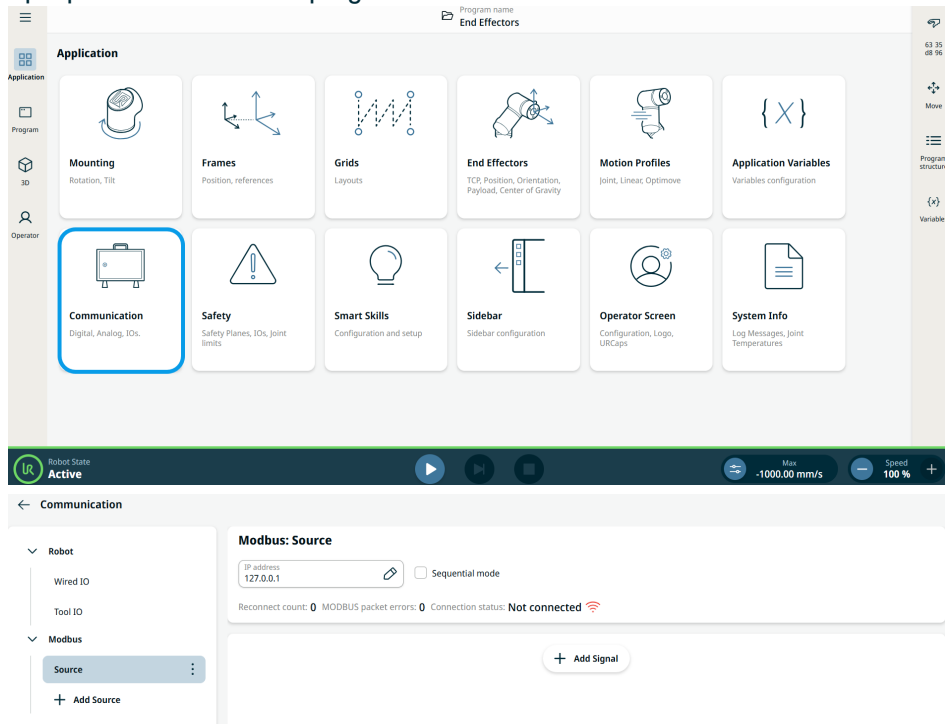 Program name
End Effectors
63 35
d8 96
Application
Application
Move
Program
Program
structure
Mounting
Rotation, Tilt
Frames
Position, references
Grids
Layouts
End Effectors
TCP, Position, Orientation,
Payload, Center of Gravity
Motion Profiles
Joint, Linear, Optimove
{ X }
Application Variables
Variables configuration
3D
{x}
Variable
Operator
Communication
Digital, Analog, IOs.
Safety
Safety Planes, IOs, Joint
limits
Smart Skills
Configuration and setup
Sidebar
Sidebar configuration
Operator Screen
Configuration, Logo,
URCaps
System Info
Log Messages, Joint
Temperatures
Robot State
Active
Max
-1000.00 mm/s
Speed
100 %
Communication
Robot
Wired IO
Tool IO
Modbus
Source
Add Source
Modbus: Source
IP address
127.0.0.1
Sequential mode
Reconnect count: 0 MODBUS packet errors: 0 Connection status: Not connected
+ Add Signal